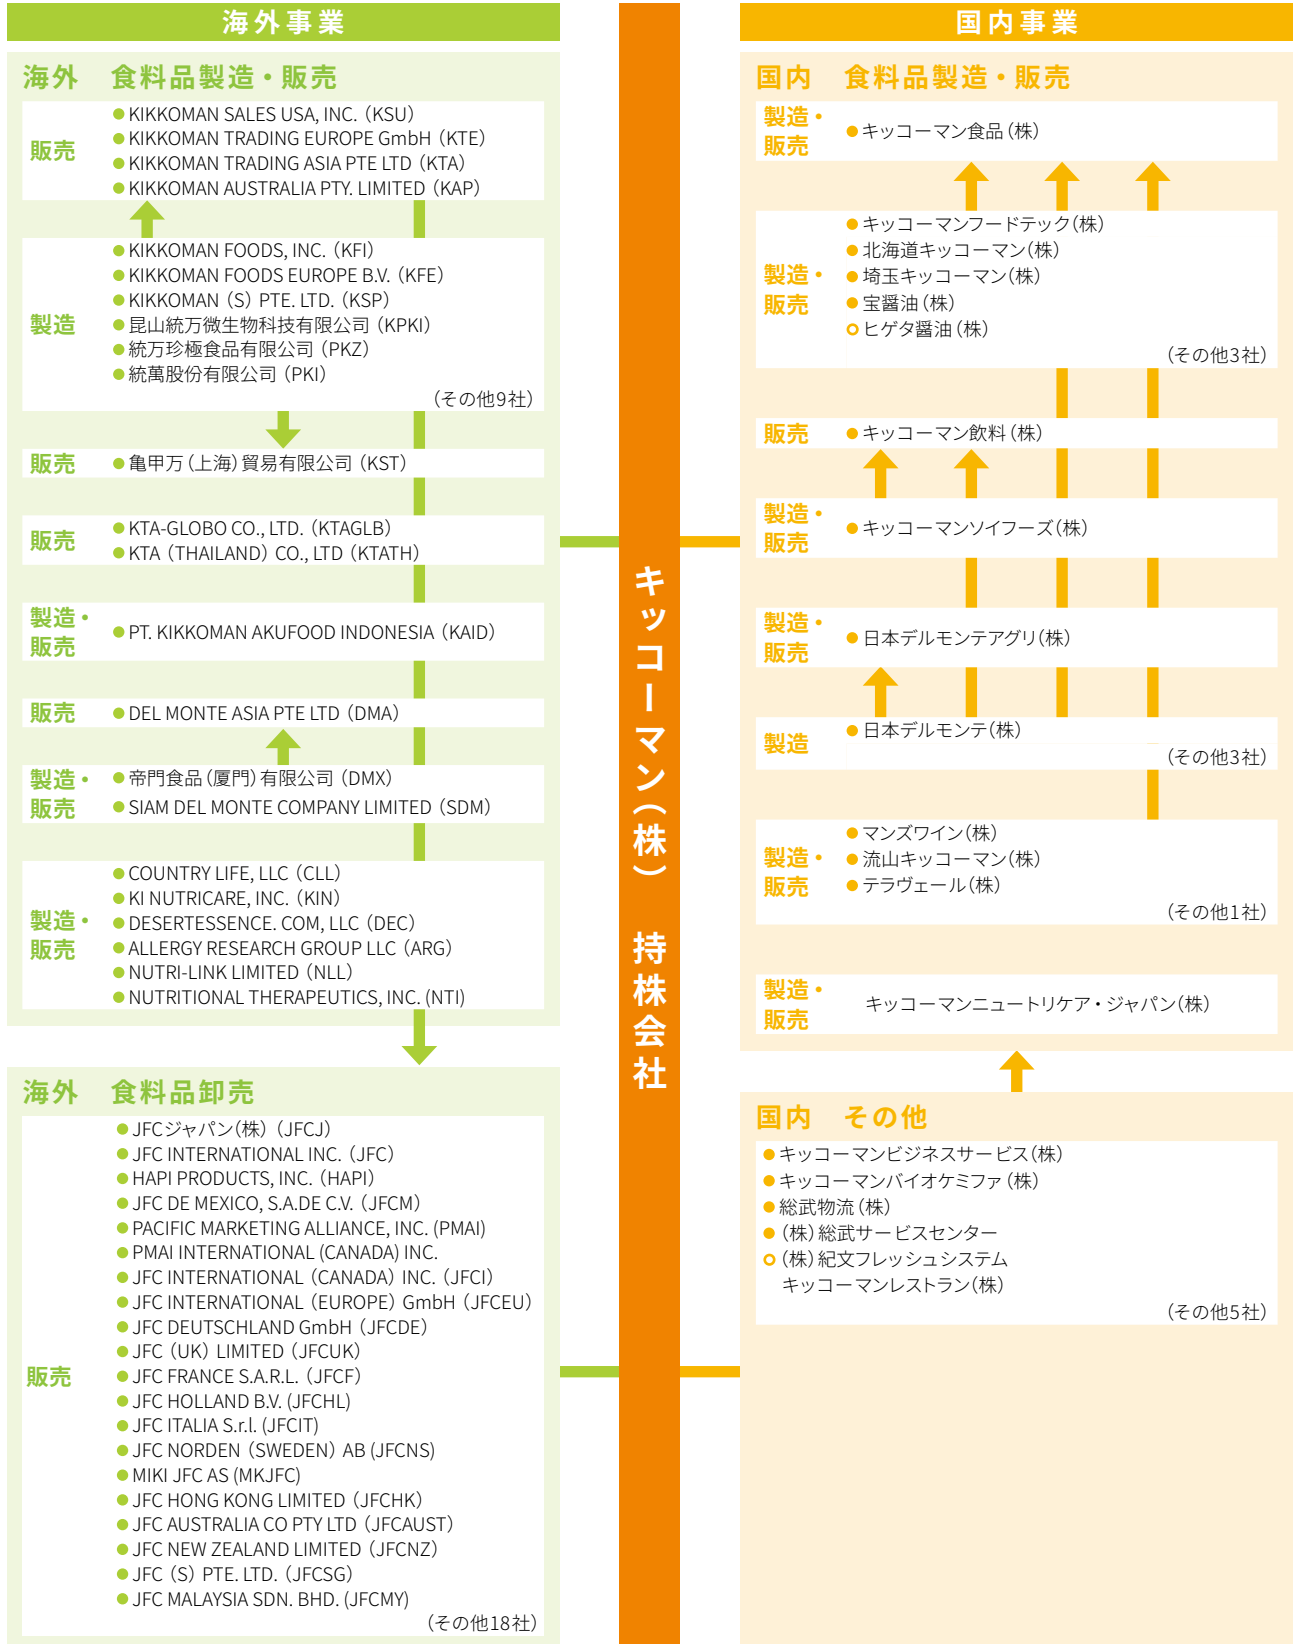 海外事業
海外 食料品製造・販売
販売
●KIKKOMAN SALES USA, INC.（KSU）
●KIKKOMAN TRADING EUROPE GmbH（KTE）
●KIKKOMAN TRADING ASIA PTE LTD（KTA）
●KIKKOMAN AUSTRALIA PTY. LIMITED（KAP）
製造
●KIKKOMAN FOODS, INC.（KFI）
●KIKKOMAN FOODS EUROPE B.V.（KFE）
●KIKKOMAN（S）PTE. LTD.（KSP）
●昆山統万微生物科技有限公司（KPKI）
●統万珍極食品有限公司（PKZ）
●統萬股份有限公司（PKI）
（その他9社）
販売
●亀甲万（上海）貿易有限公司（KST）
販売
●KTA-GLOBO CO., LTD.（KTAGLB）
●KTA（THAILAND）CO., LTD（KTATH）
製造・
販売
●PT. KIKKOMAN AKUFOOD INDONESIA（KAID）
販売
●DEL MONTE ASIA PTE LTD（DMA）
製造・
販売
●帝門食品（厦門）有限公司（DMX）
●SIAM DEL MONTE COMPANY LIMITED（SDM）
製造・
販売
●COUNTRY LIFE, LLC（CLL）
●KI NUTRICARE, INC.（KIN）
●DESERTESSENCE. COM, LLC（DEC）
●ALLERGY RESEARCH GROUP LLC（ARG）
●NUTRI-LINK LIMITED（NLL）
●NUTRITIONAL THERAPEUTICS, INC. (NTI)
海外 食料品卸売
販売
●JFCジャパン（株）（JFCJ）
●JFC INTERNATIONAL INC.（JFC）
●HAPI PRODUCTS, INC.（HAPI）
●JFC DE MEXICO, S.A.DE C.V.（JFCM）
●PACIFIC MARKETING ALLIANCE, INC. (PMAI)
●PMAI INTERNATIONAL (CANADA) INC.
●JFC INTERNATIONAL（CANADA）INC.（JFCI）
●JFC INTERNATIONAL（EUROPE）GmbH（JFCEU）
●JFC DEUTSCHLAND GmbH（JFCDE）
●JFC（UK）LIMITED（JFCUK）
●JFC FRANCE S.A.R.L.（JFCF）
●JFC HOLLAND B.V. (JFCHL)
●JFC ITALIA S.r.l. (JFCIT)
●JFC NORDEN（SWEDEN）AB (JFCNS)
●MIKI JFC AS (MKJFC)
●JFC HONG KONG LIMITED（JFCHK）
●JFC AUSTRALIA CO PTY LTD（JFCAUST）
●JFC NEW ZEALAND LIMITED（JFCNZ）
●JFC（S）PTE. LTD.（JFCSG）
●JFC MALAYSIA SDN. BHD. (JFCMY)
（その他18社）
キッコーマン（株） 持株会社
国内事業
国内 食料品製造・販売
製造・
販売
●キッコーマン食品（株）
製造・
販売
●キッコーマンフードテック（株）
●北海道キッコーマン（株）
●埼玉キッコーマン（株）
●宝醤油（株）
○ヒゲタ醤油（株）
（その他3社）
販売
●キッコーマン飲料（株）
製造・
販売
●キッコーマンソイフーズ（株）
製造・
販売
●日本デルモンテアグリ（株）
製造
●日本デルモンテ（株）
（その他3社）
製造・
販売
●マンズワイン（株）
●流山キッコーマン（株）
●テラヴェール（株）
（その他1社）
製造・
販売
キッコーマンニュートリケア・ジャパン（株）
国内 その他
●キッコーマンビジネスサービス（株）
●キッコーマンバイオケミファ（株）
●総武物流（株）
●（株）総武サービスセンター
○（株）紀文フレッシュシステム
キッコーマンレストラン（株）
（その他5社）